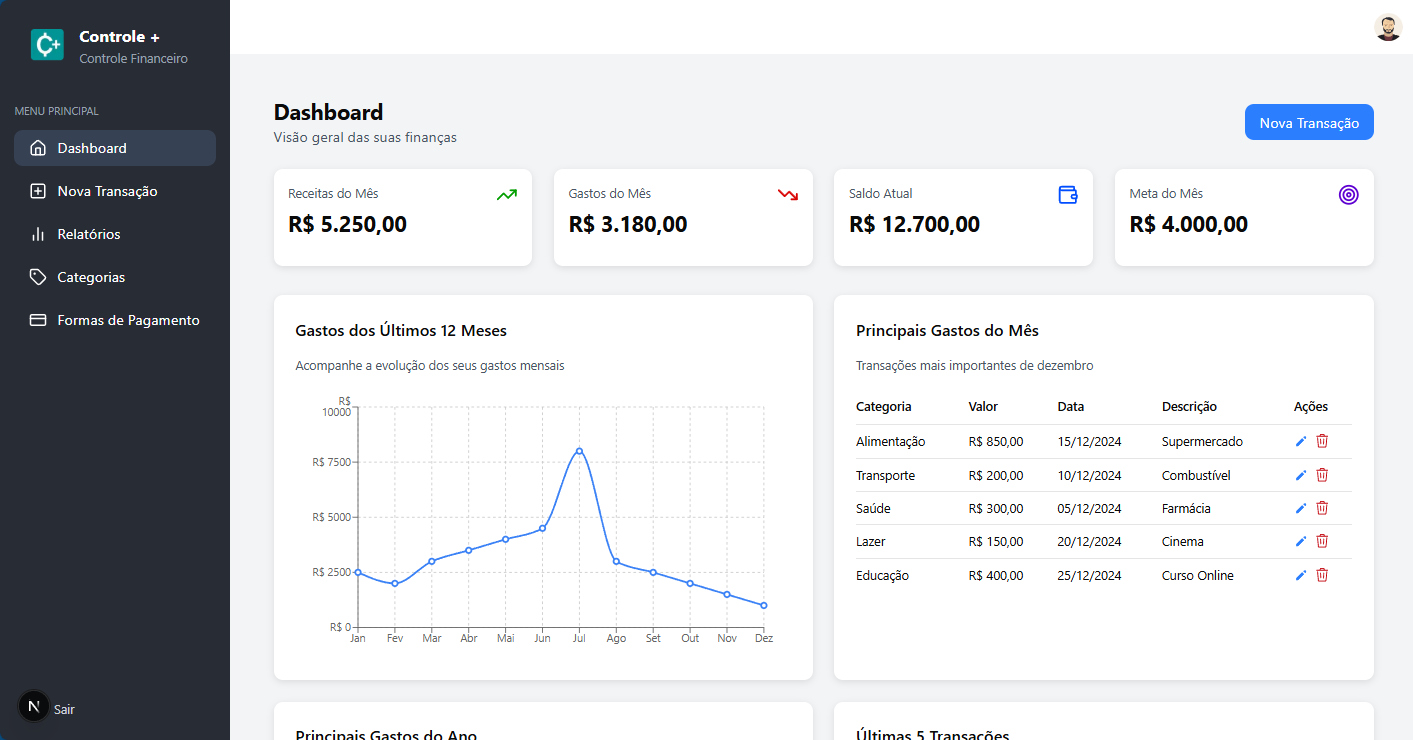 Controle +
Controle Financeiro
MENU PRINCIPAL
Dashboard
Nova Transação
Relatórios
Categorias
Formas de Pagamento
N
Sair
Dashboard
Visão geral das suas finanças
Nova Transação
Receitas do Mês
R$ 5.250,00
Gastos do Mês
R$ 3.180,00
Saldo Atual
R$ 12.700,00
Meta do Mês
R$ 4.000,00
Gastos dos Últimos 12 Meses
Acompanhe a evolução dos seus gastos mensais
R$
10000
R$ 7500
R$ 5000
R$ 2500
R$ 0
Jan Fev Mar Abr Mai Jun Jul Ago Set Out Nov Dez
Principais Gastos do Mês
Transações mais importantes de dezembro
Categoria Valor Data Descrição Ações
Alimentação R$ 850,00 15/12/2024 Supermercado
Transporte R$ 200,00 10/12/2024 Combustível
Saúde R$ 300,00 05/12/2024 Farmácia
Lazer R$ 150,00 20/12/2024 Cinema
Educação R$ 400,00 25/12/2024 Curso Online
Principais Gastos do Ano
Últimas 5 Transações